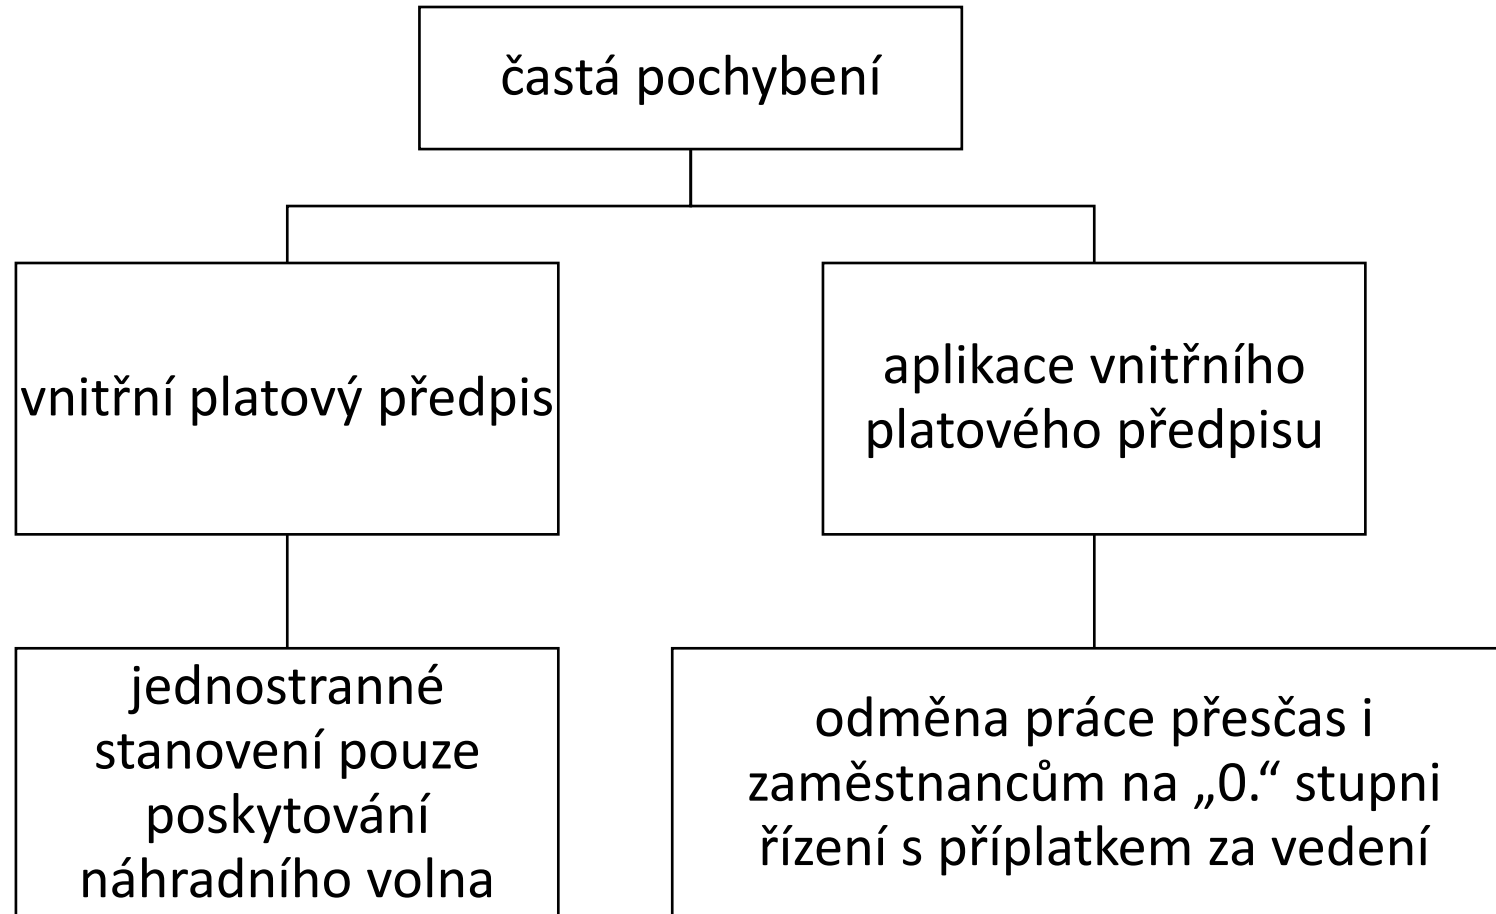 častá pochybení
vnitřní platový předpis
aplikace vnitřního
platového předpisu
jednostranné
stanovení pouze
poskytování
náhradního volna
odměna práce přesčas i
zaměstnancům na „0.“ stupni
řízení s příplatkem za vedení